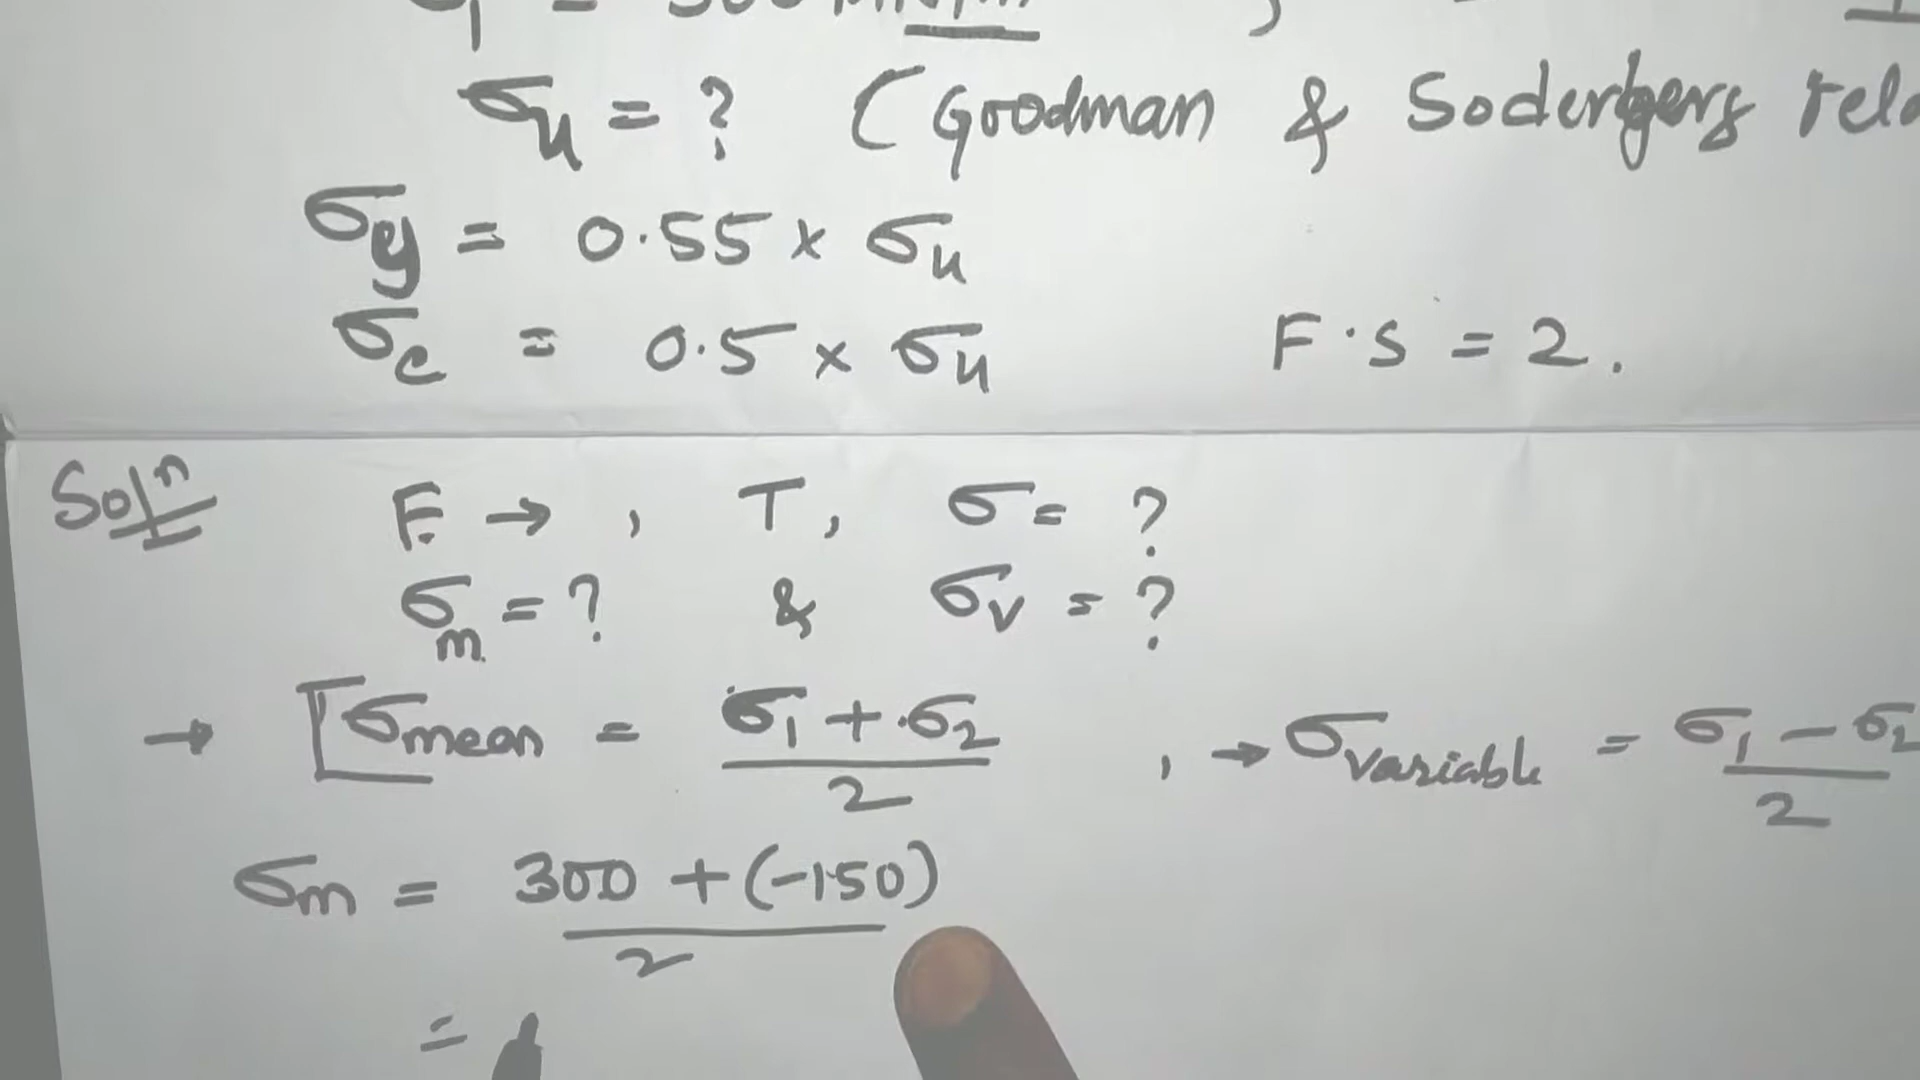 σu = ? (Goodman & Soderberg
σy = 0.55 x σu
σe = 0.5 x σu F.S = 2.
Soln F → , T, σ = ?
σm = ? & σv = ?
→ [σmean = σ1 + σ2 / 2 , → σvariable = σ1 - σ2 / 2
σm = 300 + (-150) / 2
=